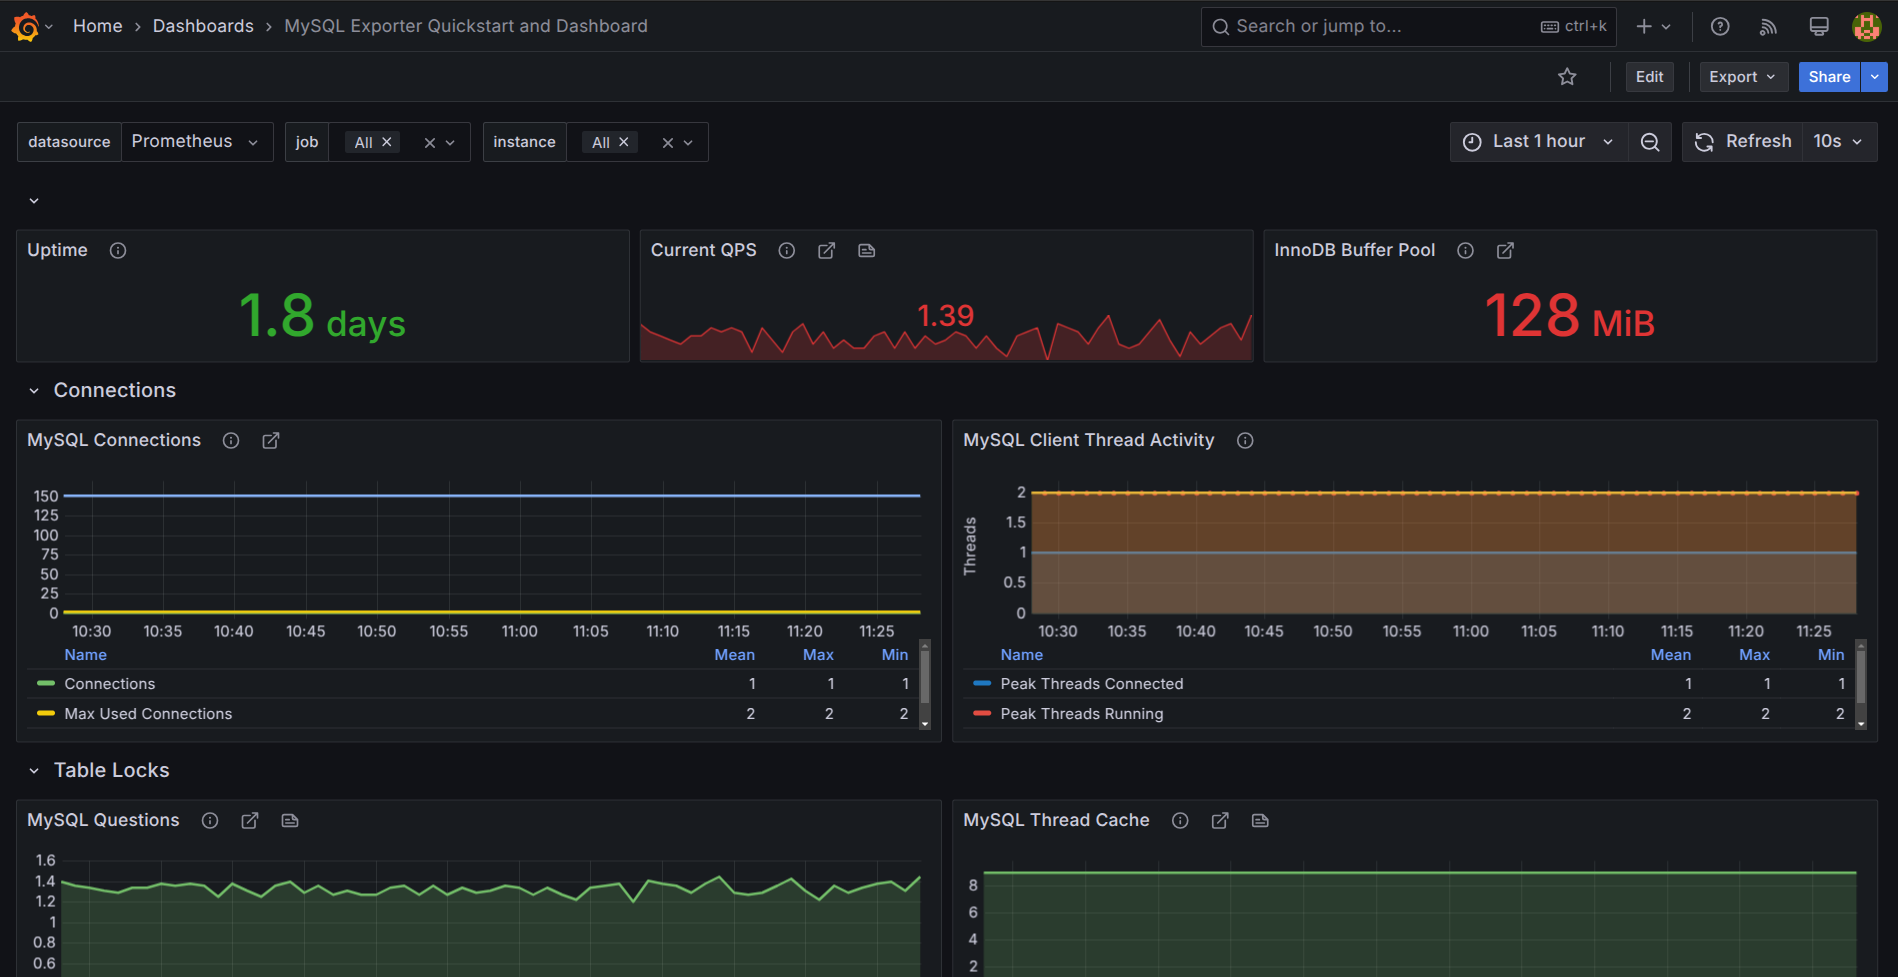 Home › Dashboards › MySQL Exporter Quickstart and Dashboard
Search or jump to... ctrl+k
Edit Export Share
datasource Prometheus job All instance All Last 1 hour Refresh 10s
Uptime
1.8 days
Current QPS
1.39
InnoDB Buffer Pool
128 MiB
Connections
MySQL Connections
150
125
100
75
50
25
0
10:30 10:35 10:40 10:45 10:50 10:55 11:00 11:05 11:10 11:15 11:20 11:25
Name Mean Max Min
Connections 1 1 1
Max Used Connections 2 2 2
MySQL Client Thread Activity
Threads
2
1.5
1
0.5
0
10:30 10:35 10:40 10:45 10:50 10:55 11:00 11:05 11:10 11:15 11:20 11:25
Name Mean Max Min
Peak Threads Connected 1 1 1
Peak Threads Running 2 2 2
Table Locks
MySQL Questions
1.6
1.4
1.2
1
0.8
0.6
MySQL Thread Cache
8
6
4
2